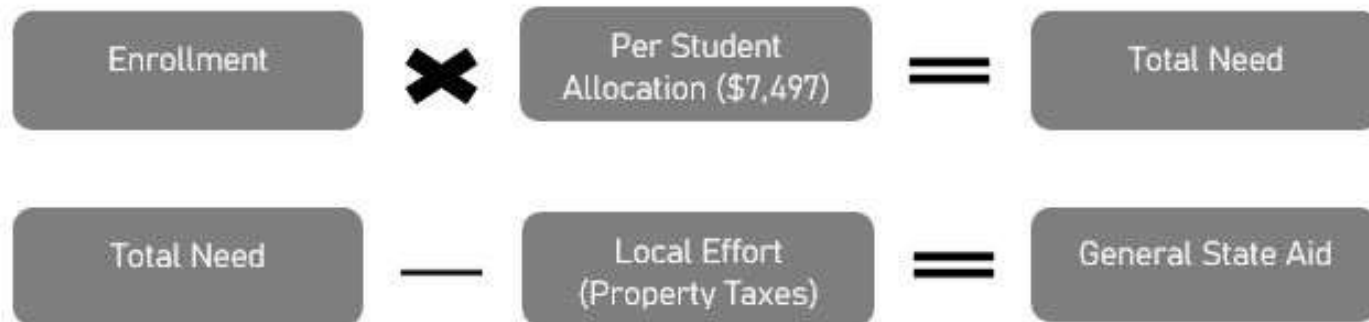 Enrollment
Per Student
Allocation ($7,497)
Total Need
Total Need
Local Effort
(Property Taxes)
General State Aid